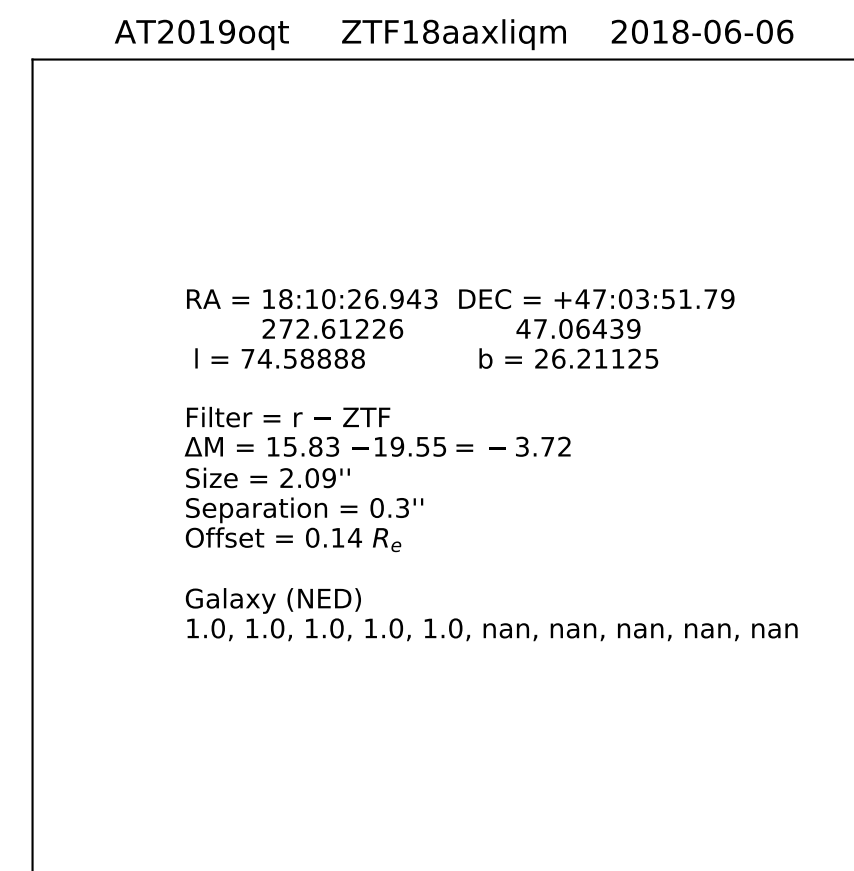 AT2019oqt ZTF18aaxliqm 2018-06-06
RA = 18:10:26.943 DEC = +47:03:51.79
272.61226 47.06439
l = 74.58888 b = 26.21125
Filter = r − ZTF
ΔM = 15.83 −19.55 = − 3.72
Size = 2.09''
Separation = 0.3''
Offset = 0.14 Re
Galaxy (NED)
1.0, 1.0, 1.0, 1.0, 1.0, nan, nan, nan, nan, nan